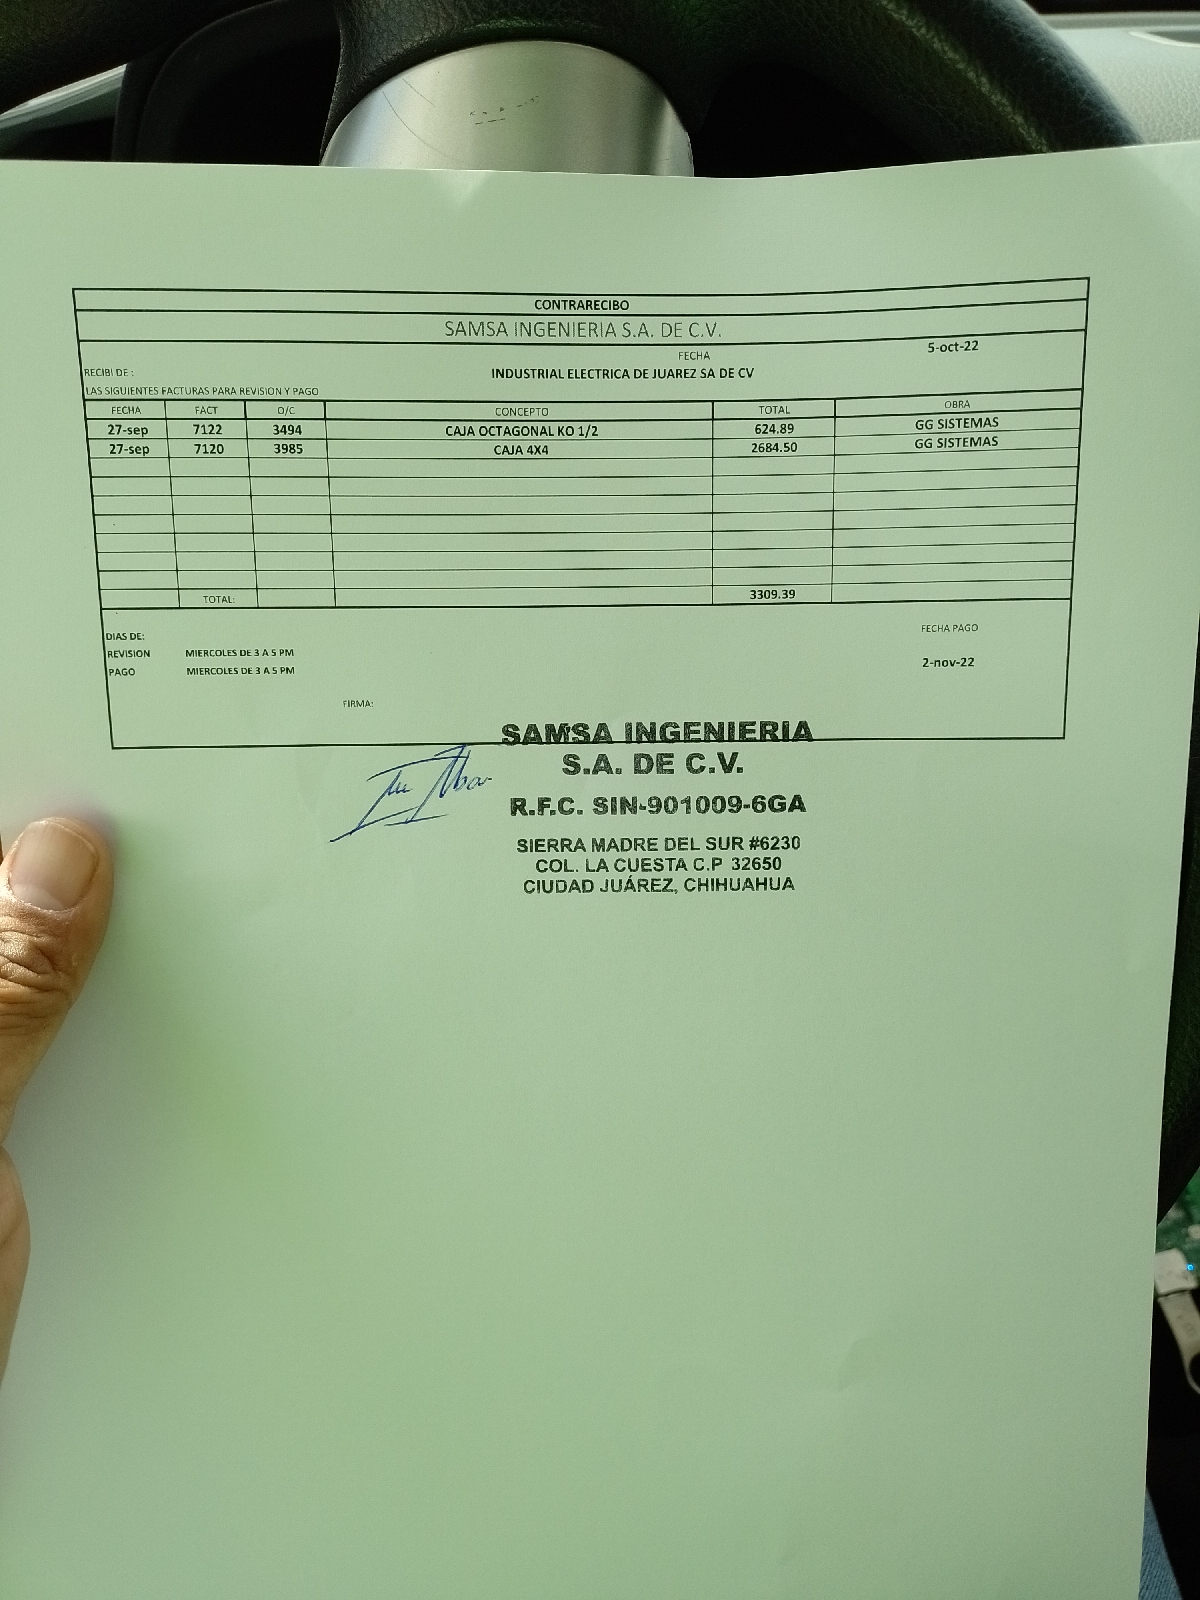 CONTRARECIBO
SAMSA INGENIERIA S.A. DE C.V.
FECHA 5-oct-22
RECIBI DE : INDUSTRIAL ELECTRICA DE JUAREZ SA DE CV
LAS SIGUIENTES FACTURAS PARA REVISION Y PAGO
FECHA FACT O/C CONCEPTO TOTAL OBRA
27-sep 7122 3494 CAJA OCTAGONAL KO 1/2 624.89 GG SISTEMAS
27-sep 7120 3985 CAJA 4X4 2684.50 GG SISTEMAS
TOTAL: 3309.39
DIAS DE: FECHA PAGO
REVISION MIERCOLES DE 3 A 5 PM
PAGO MIERCOLES DE 3 A 5 PM 2-nov-22
FIRMA:
SAMSA INGENIERIA
S.A. DE C.V.
R.F.C. SIN-901009-6GA
SIERRA MADRE DEL SUR #6230
COL. LA CUESTA C.P 32650
CIUDAD JUÁREZ, CHIHUAHUA